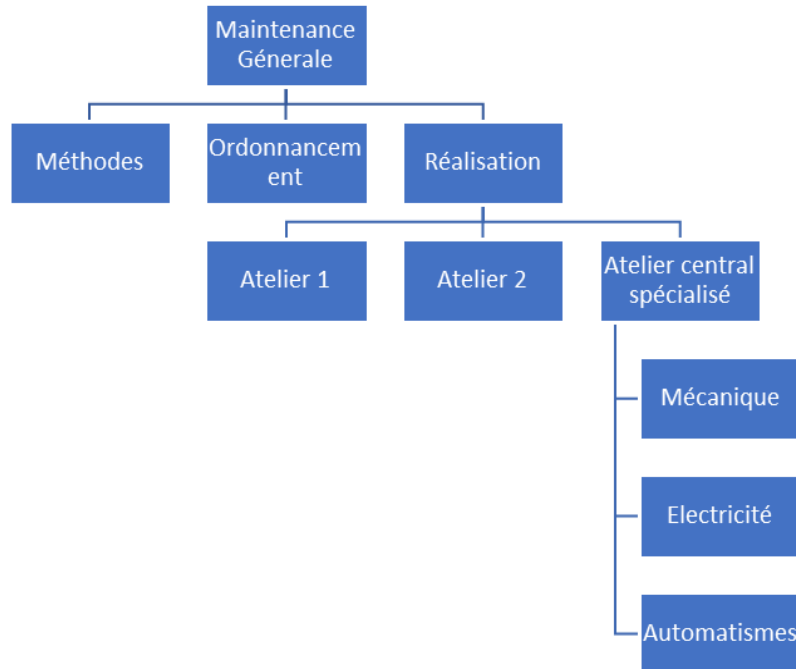 Maintenance
Génerale
Méthodes
Ordonnancem
ent
Réalisation
Atelier 1
Atelier 2
Atelier central
spécialisé
Mécanique
Electricité
Automatismes